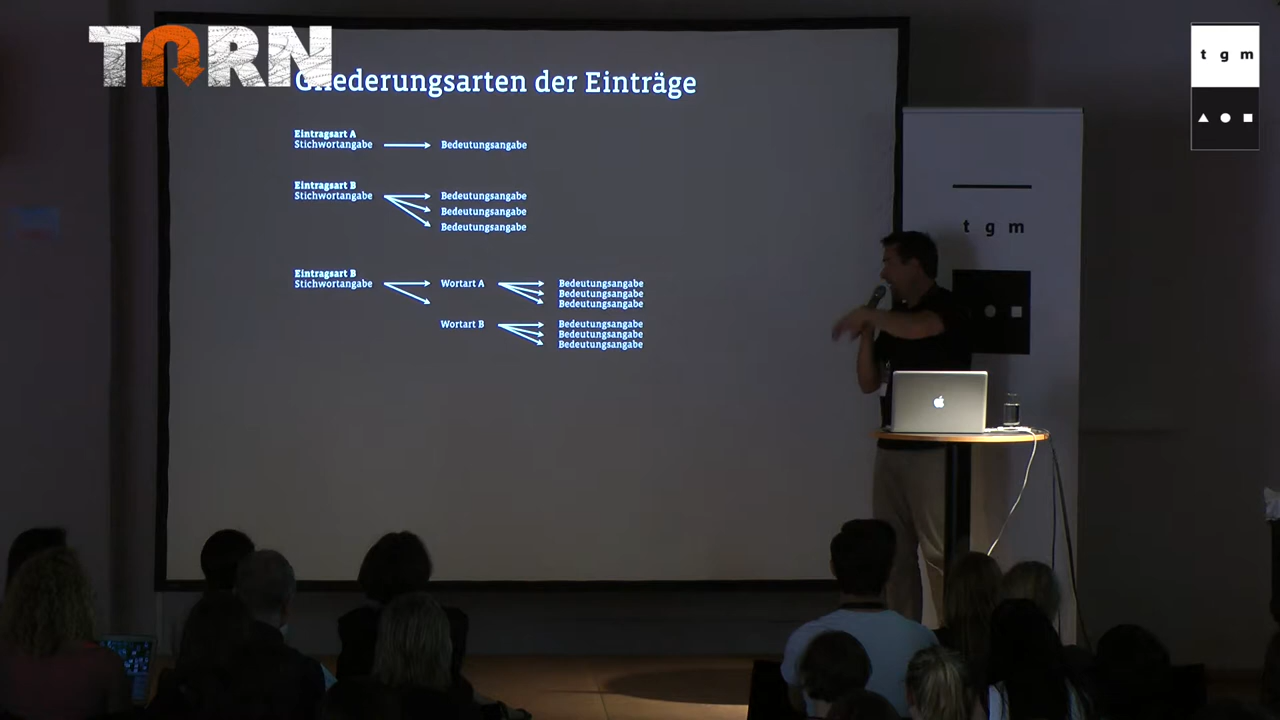 TURN
t g m
Gliederungsarten der Einträge
Eintragsart A
Stichwortangabe
Bedeutungsangabe
Eintragsart B
Stichwortangabe
Bedeutungsangabe
Bedeutungsangabe
Bedeutungsangabe
Eintragsart B
Stichwortangabe
Wortart A
Bedeutungsangabe
Bedeutungsangabe
Bedeutungsangabe
Wortart B
Bedeutungsangabe
Bedeutungsangabe
Bedeutungsangabe
t g m